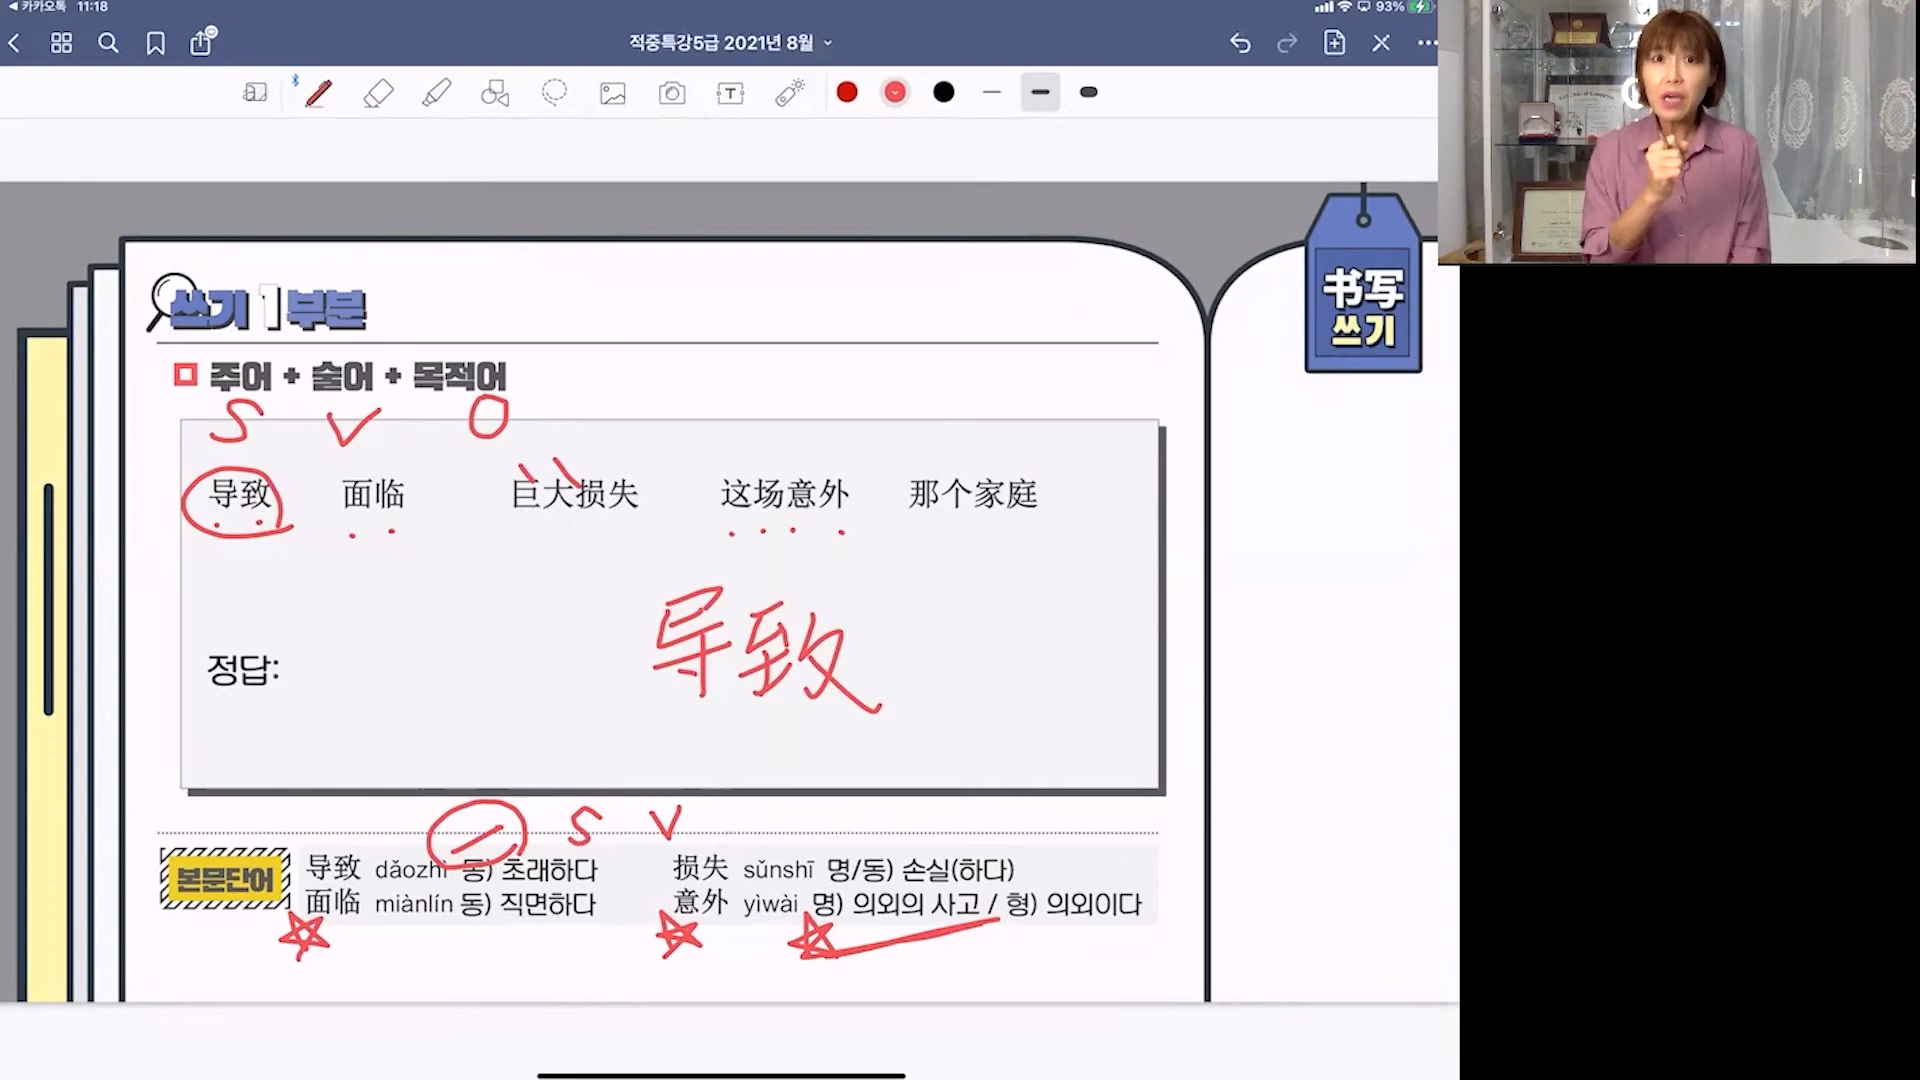 카카오톡 11:18 93%
적중특강5급 2021년 8월
书写
쓰기
쓰기 1 부분
주어 + 술어 + 목적어
S V O
导致 面临 巨大损失 这场意外 那个家庭
导致
정답:
S V
본문단어
导致 dǎozhì 동) 초래하다 损失 sǔnshī 명/동) 손실(하다)
面临 miànlín 동) 직면하다 意外 yìwài 명) 의외의 사고 / 형) 의외이다